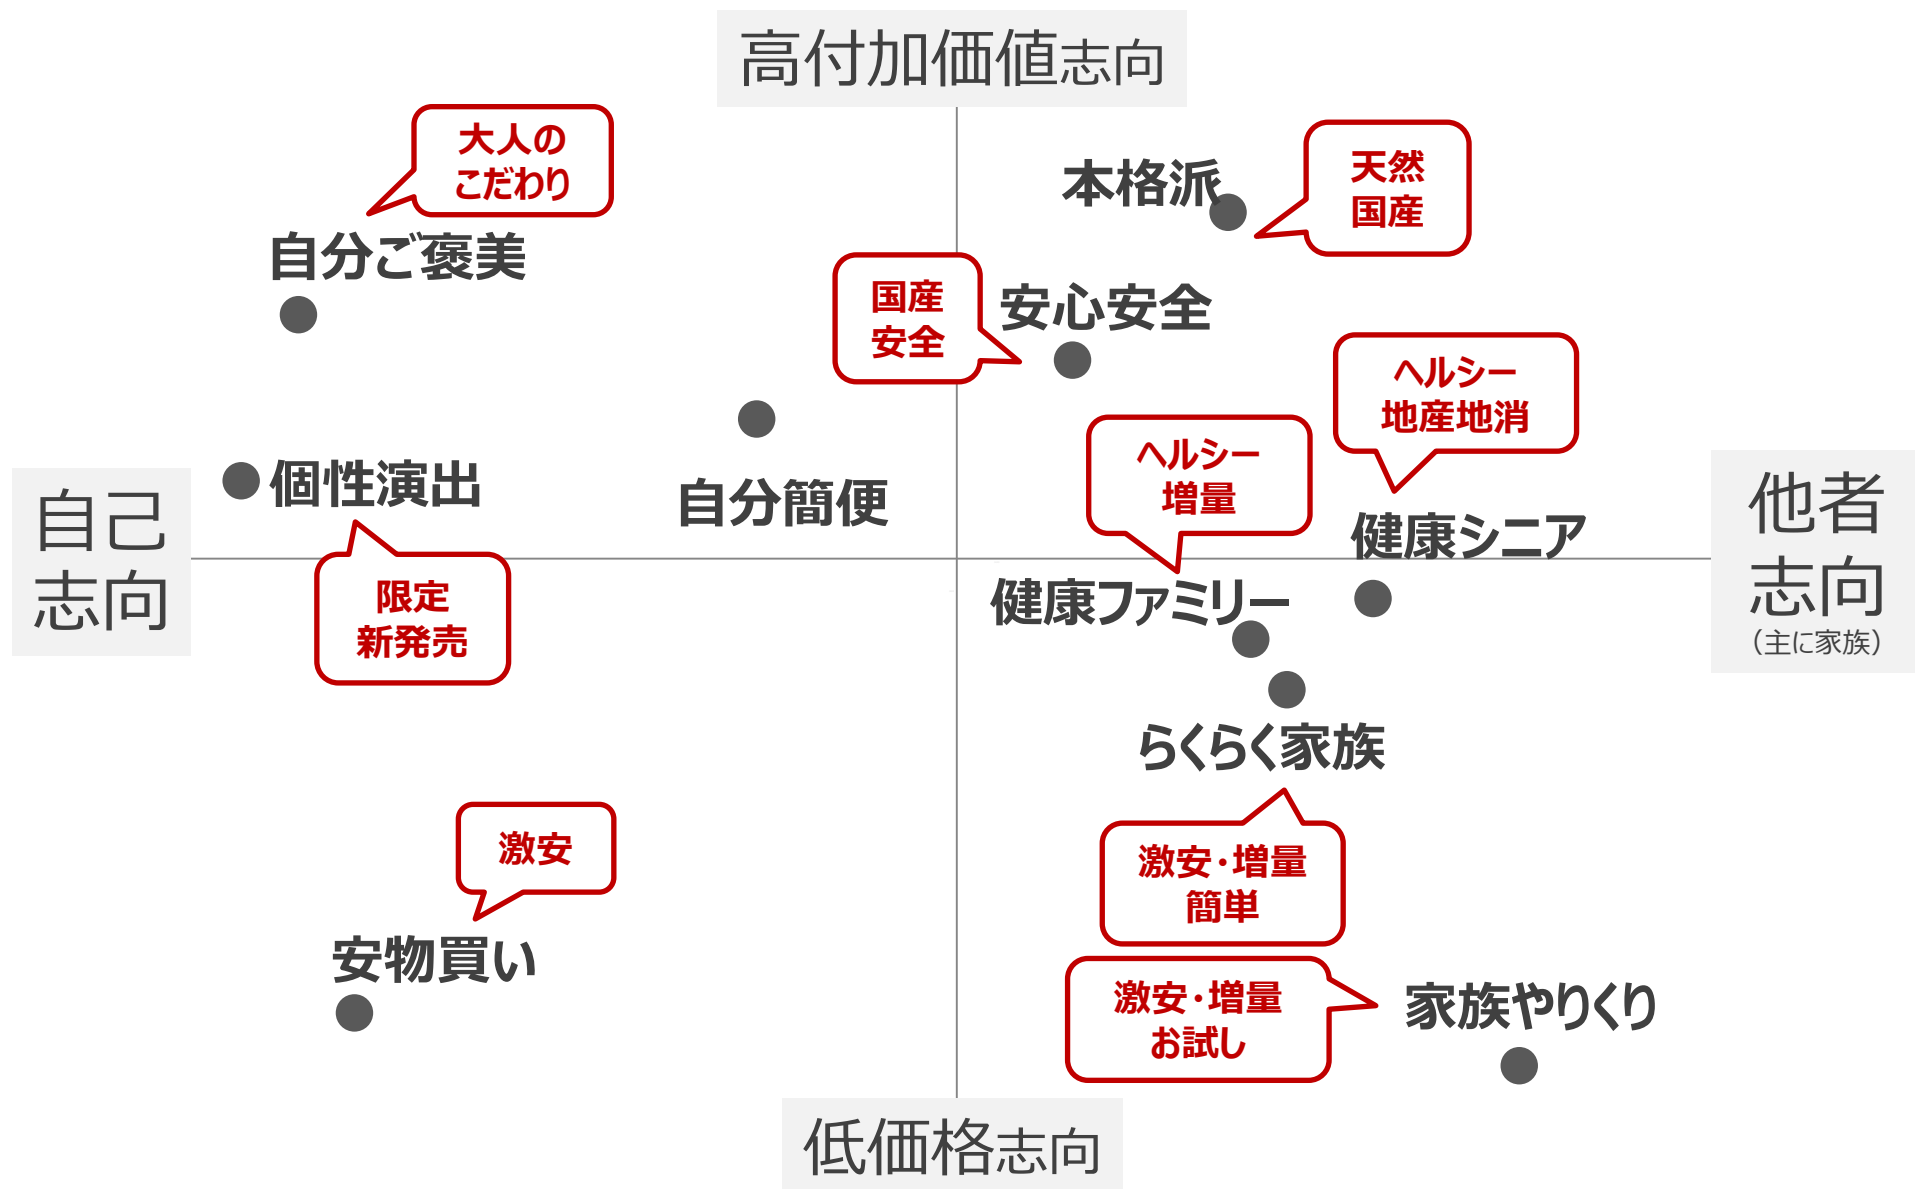 高付加価値志向
大人の
こだわり
自分ご褒美
本格派
天然
国産
国産
安全
安心安全
ヘルシー
地産地消
ヘルシー
増量
自己
志向
個性演出
自分簡便
他者
志向
（主に家族）
健康シニア
健康ファミリー
限定
新発売
らくらく家族
激安
激安・増量
簡単
安物買い
激安・増量
お試し
家族やりくり
低価格志向